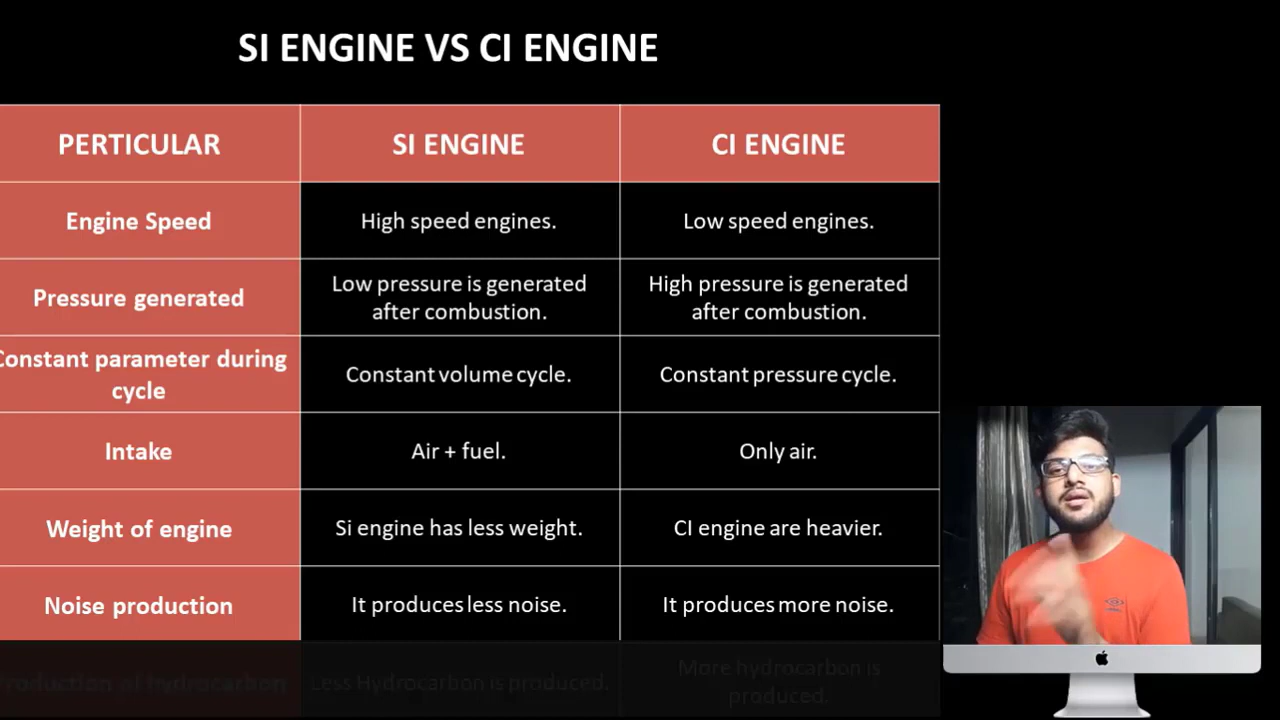 SI ENGINE VS CI ENGINE
PERTICULAR
SI ENGINE
CI ENGINE
Engine Speed
High speed engines.
Low speed engines.
Pressure generated
Low pressure is generated
after combustion.
High pressure is generated
after combustion.
Constant parameter during
cycle
Constant volume cycle.
Constant pressure cycle.
Intake
Air + fuel.
Only air.
Weight of engine
Si engine has less weight.
CI engine are heavier.
Noise production
It produces less noise.
It produces more noise.
Production of hydrocarbon
Less Hydrocarbon is produced.
More hydrocarbon is
produced.